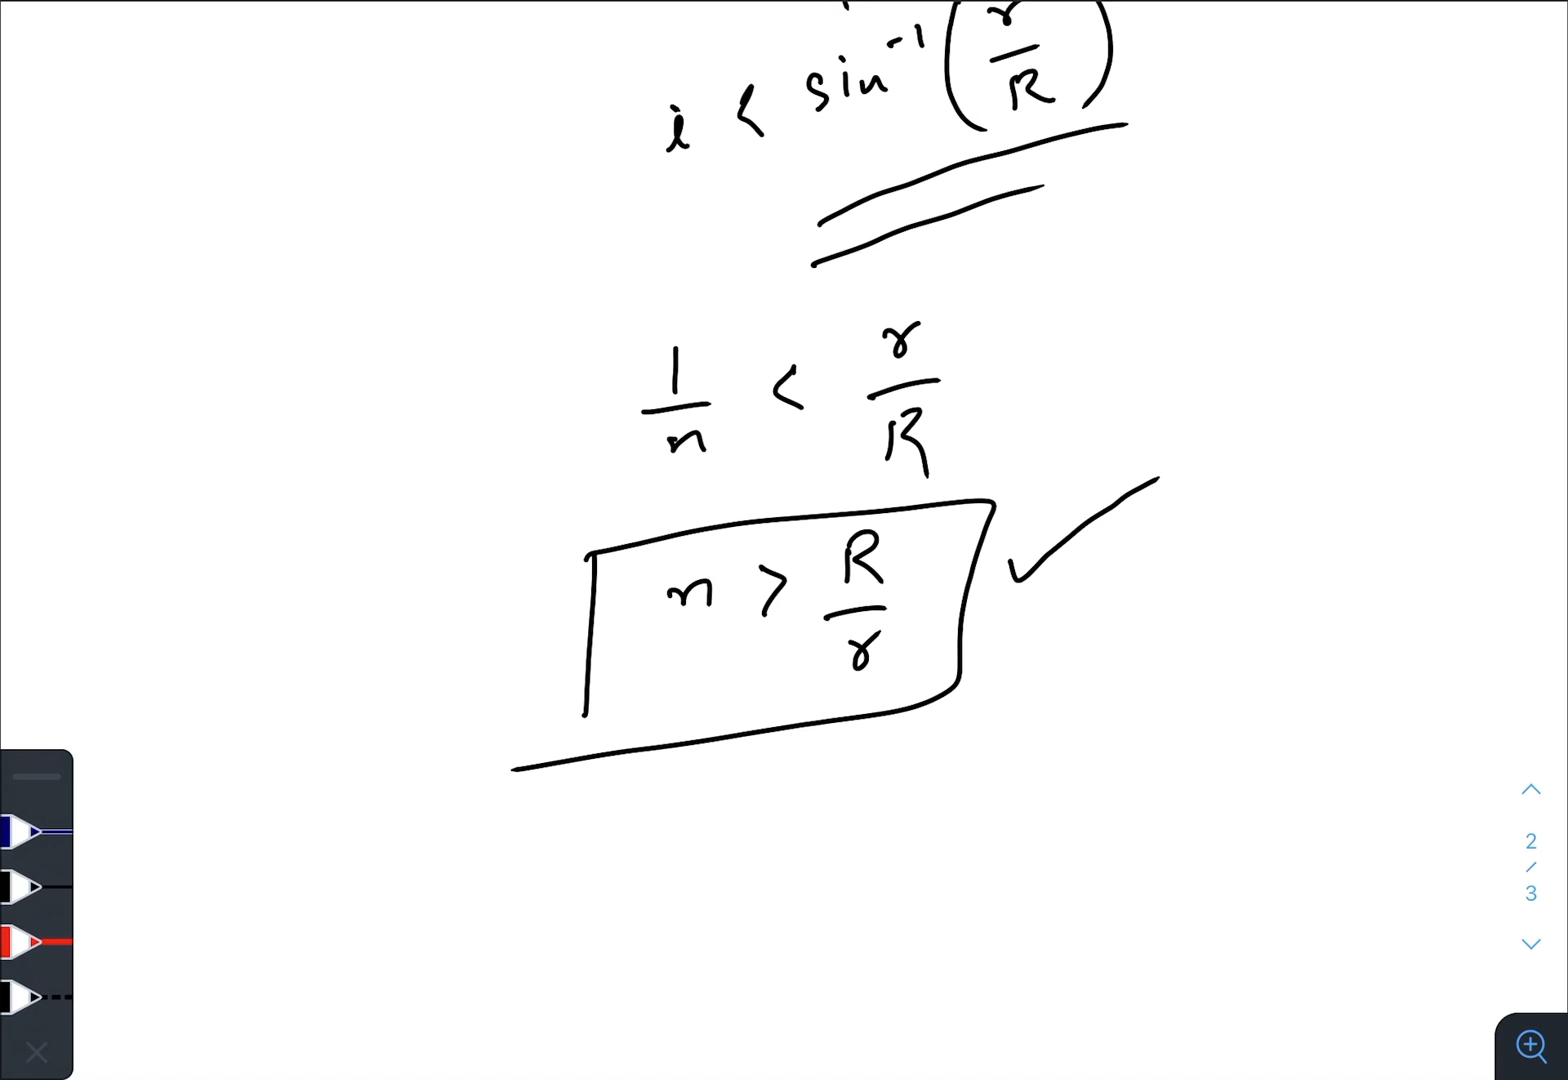 i < sin⁻¹(r/R)
1/n < r/R
n > R/r
2
/
3